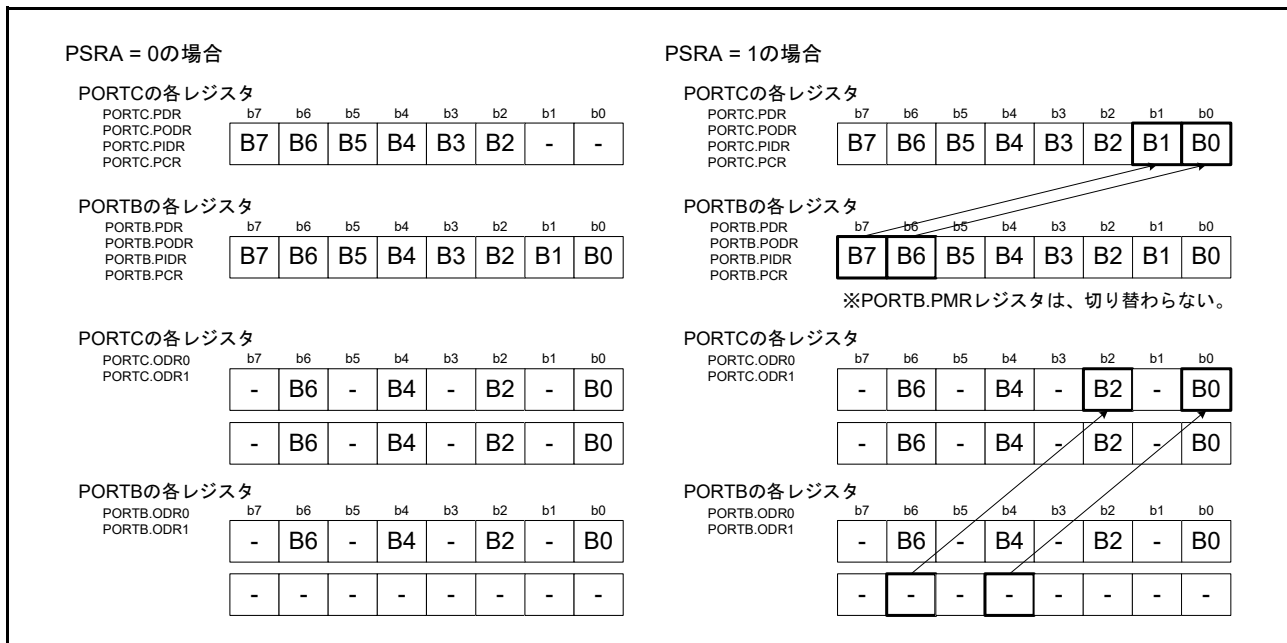 PSRA = 0の場合
PORTCの各レジスタ
PORTC.PDR
PORTC.PODR
PORTC.PIDR
PORTC.PCR
b7 b6 b5 b4 b3 b2 b1 b0
B7 B6 B5 B4 B3 B2 - -
PORTBの各レジスタ
PORTB.PDR
PORTB.PODR
PORTB.PIDR
PORTB.PCR
b7 b6 b5 b4 b3 b2 b1 b0
B7 B6 B5 B4 B3 B2 B1 B0
PORTCの各レジスタ
PORTC.ODR0
PORTC.ODR1
b7 b6 b5 b4 b3 b2 b1 b0
- B6 - B4 - B2 - B0
- B6 - B4 - B2 - B0
PORTBの各レジスタ
PORTB.ODR0
PORTB.ODR1
b7 b6 b5 b4 b3 b2 b1 b0
- B6 - B4 - B2 - B0
- - - - - - - -
PSRA = 1の場合
PORTCの各レジスタ
PORTC.PDR
PORTC.PODR
PORTC.PIDR
PORTC.PCR
b7 b6 b5 b4 b3 b2 b1 b0
B7 B6 B5 B4 B3 B2 B1 B0
PORTBの各レジスタ
PORTB.PDR
PORTB.PODR
PORTB.PIDR
PORTB.PCR
b7 b6 b5 b4 b3 b2 b1 b0
B7 B6 B5 B4 B3 B2 B1 B0
※PORTB.PMRレジスタは、切り替わらない。
PORTCの各レジスタ
PORTC.ODR0
PORTC.ODR1
b7 b6 b5 b4 b3 b2 b1 b0
- B6 - B4 - B2 - B0
- B6 - B4 - B2 - B0
PORTBの各レジスタ
PORTB.ODR0
PORTB.ODR1
b7 b6 b5 b4 b3 b2 b1 b0
- B6 - B4 - B2 - B0
- - - - - - - -